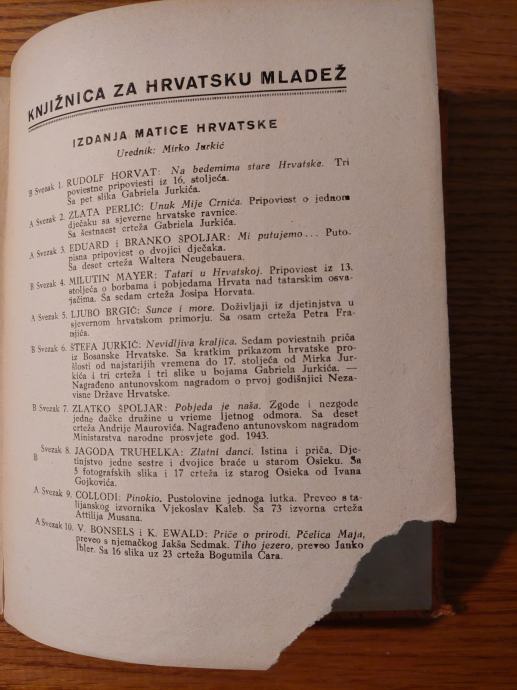 KNJIŽNICA ZA HRVATSKU MLADEŽ
IZDANJA MATICE HRVATSKE
Urednik: Mirko Jurkić
B Svezak 1. RUDOLF HORVAT: Na bedemima stare Hrvatske. Tri
poviestne pripoviesti iz 16. stoljeća.
Sa pet slika Gabriela Jurkića.
A Svezak 2. ZLATA PERLIĆ: Unuk Mije Crnića. Pripoviest o jednom
dječaku sa sjeverne hrvatske ravnice.
Sa šestnaest crteža Gabriela Jurkića.
A Svezak 3. EDUARD i BRANKO ŠPOLJAR: Mi putujemo... Puto-
pisna pripoviest o dvojici dječaka.
Sa deset crteža Waltera Neugebauera.
B Svezak 4. MILUTIN MAYER: Tatari u Hrvatskoj. Pripoviest iz 13.
stoljeća o borbama i pobjedama Hrvata nad tatarskim osva-
jačima. Sa sedam crteža Josipa Horvata.
A Svezak 5. LJUBO BRGIĆ: Sunce i more. Doživljaji iz djetinjstva u
sjevernom hrvatskom primorju. Sa osam crteža Petra Fra-
njića.
B Svezak 6. ŠTEFA JURKIĆ: Nevidljiva kraljica. Sedam poviestnih priča
iz Bosanske Hrvatske. Sa kratkim prikazom hrvatske pro-
šlosti od najstarijih vremena do 17. stoljeća od Mirka Jur-
kića i tri crteža i tri slike u bojama Gabriela Jurkića. —
Nagrađeno antunovskom nagradom o prvoj godišnjici Neza-
visne Države Hrvatske.
B Svezak 7. ZLATKO ŠPOLJAR: Pobjeda je naša. Zgode i nezgode
jedne đačke družine u vrieme ljetnog odmora. Sa deset
crteža Andrije Maurovića. Nagrađeno antunovskom nagradom
Ministarstva narodne prosvjete god. 1943.
B Svezak 8. JAGODA TRUHELKA: Zlatni danci. Istina i priča. Dje-
tinjstvo jedne sestre i dvojice braće u starom Osieku. Sa
5 fotografskih slika i 17 crteža iz starog Osieka od Ivana
Gojkovića.
A Svezak 9. COLLODI: Pinokio. Pustolovine jednoga lutka. Preveo s ta-
lijanskog izvornika Vjekoslav Kaleb. Sa 73 izvorna crteža
Attilija Musana.
A Svezak 10. V. BONSELS i K. EWALD: Priče o prirodi. Pčelica Maja,
preveo s njemačkog Jakša Sedmak. Tiho jezero, preveo Janko
Ibler. Sa 16 slika uz 23 crteža Bogumila Cara.